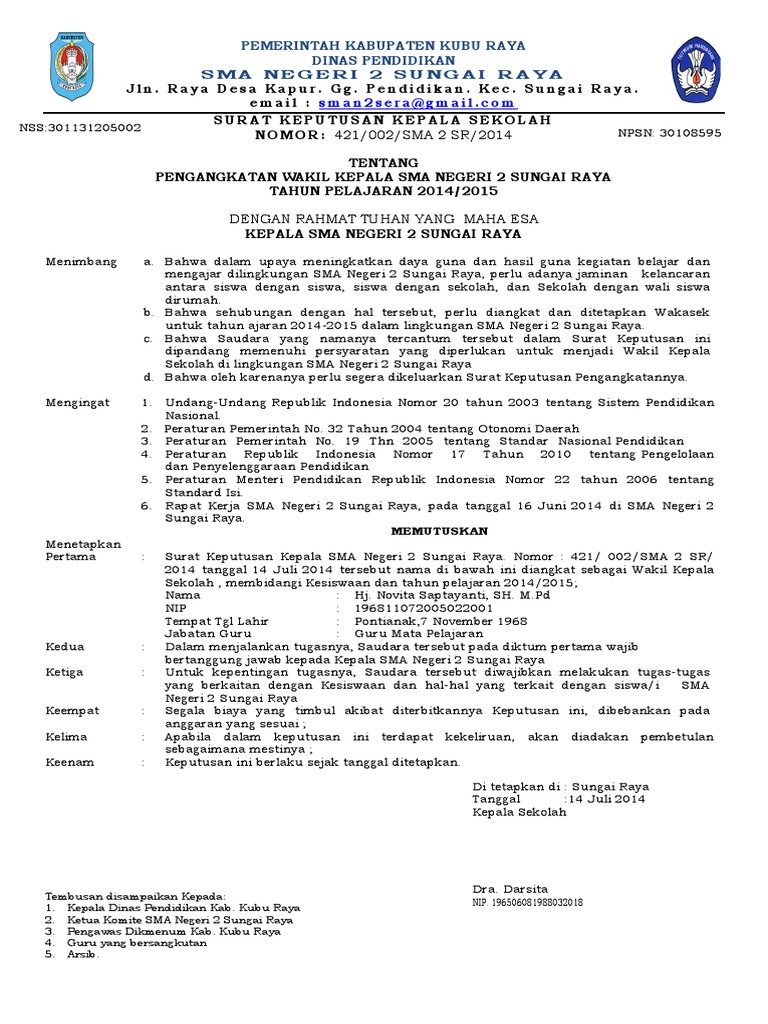 PEMERINTAH KABUPATEN KUBU RAYA
DINAS PENDIDIKAN
SMA NEGERI 2 SUNGAI RAYA
Jln. Raya Desa Kapur. Gg. Pendidikan. Kec. Sungai Raya.
email : sman2sera@gmail.com
SURAT KEPUTUSAN KEPALA SEKOLAH
NSS:301131205002
NOMOR: 421/002/SMA 2 SR/2014
NPSN: 30108595
TENTANG
PENGANGKATAN WAKIL KEPALA SMA NEGERI 2 SUNGAI RAYA
TAHUN PELAJARAN 2014/2015
DENGAN RAHMAT TUHAN YANG MAHA ESA
KEPALA SMA NEGERI 2 SUNGAI RAYA
Menimbang a. Bahwa dalam upaya meningkatkan daya guna dan hasil guna kegiatan belajar dan
mengajar dilingkungan SMA Negeri 2 Sungai Raya, perlu adanya jaminan kelancaran
antara siswa dengan siswa, siswa dengan sekolah, dan Sekolah dengan wali siswa
dirumah.
b. Bahwa sehubungan dengan hal tersebut, perlu diangkat dan ditetapkan Wakasek
untuk tahun ajaran 2014-2015 dalam lingkungan SMA Negeri 2 Sungai Raya.
c. Bahwa Saudara yang namanya tercantum tersebut dalam Surat Keputusan ini
dipandang memenuhi persyaratan yang diperlukan untuk menjadi Wakil Kepala
Sekolah di lingkungan SMA Negeri 2 Sungai Raya
d. Bahwa oleh karenanya perlu segera dikeluarkan Surat Keputusan Pengangkatannya.
Mengingat 1. Undang-Undang Republik Indonesia Nomor 20 tahun 2003 tentang Sistem Pendidikan
Nasional.
2. Peraturan Pemerintah No. 32 Tahun 2004 tentang Otonomi Daerah
3. Peraturan Pemerintah No. 19 Thn 2005 tentang Standar Nasional Pendidikan
4. Peraturan Republik Indonesia Nomor 17 Tahun 2010 tentang Pengelolaan
dan Penyelenggaraan Pendidikan
5. Peraturan Menteri Pendidikan Republik Indonesia Nomor 22 tahun 2006 tentang
Standard Isi.
6. Rapat Kerja SMA Negeri 2 Sungai Raya, pada tanggal 16 Juni 2014 di SMA Negeri 2
Sungai Raya.
MEMUTUSKAN
Menetapkan
Pertama : Surat Keputusan Kepala SMA Negeri 2 Sungai Raya. Nomor : 421/ 002/SMA 2 SR/
2014 tanggal 14 Juli 2014 tersebut nama di bawah ini diangkat sebagai Wakil Kepala
Sekolah , membidangi Kesiswaan dan tahun pelajaran 2014/2015;
Nama : Hj. Novita Saptayanti, SH. M.Pd
NIP : 196811072005022001
Tempat Tgl Lahir : Pontianak,7 November 1968
Jabatan Guru : Guru Mata Pelajaran
Kedua : Dalam menjalankan tugasnya, Saudara tersebut pada diktum pertama wajib
bertanggung jawab kepada Kepala SMA Negeri 2 Sungai Raya
Ketiga : Untuk kepentingan tugasnya, Saudara tersebut diwajibkan melakukan tugas-tugas
yang berkaitan dengan Kesiswaan dan hal-hal yang terkait dengan siswa/i SMA
Negeri 2 Sungai Raya
Keempat : Segala biaya yang timbul akibat diterbitkannya Keputusan ini, dibebankan pada
anggaran yang sesuai ;
Kelima : Apabila dalam keputusan ini terdapat kekeliruan, akan diadakan pembetulan
sebagaimana mestinya ;
Keenam : Keputusan ini berlaku sejak tanggal ditetapkan.
Di tetapkan di : Sungai Raya
Tanggal :14 Juli 2014
Kepala Sekolah
Dra. Darsita
NIP. 196506081988032018
Tembusan disampaikan Kepada:
1. Kepala Dinas Pendidikan Kab. Kubu Raya
2. Ketua Komite SMA Negeri 2 Sungai Raya
3. Pengawas Dikmenum Kab. Kubu Raya
4. Guru yang bersangkutan
5. Arsib.